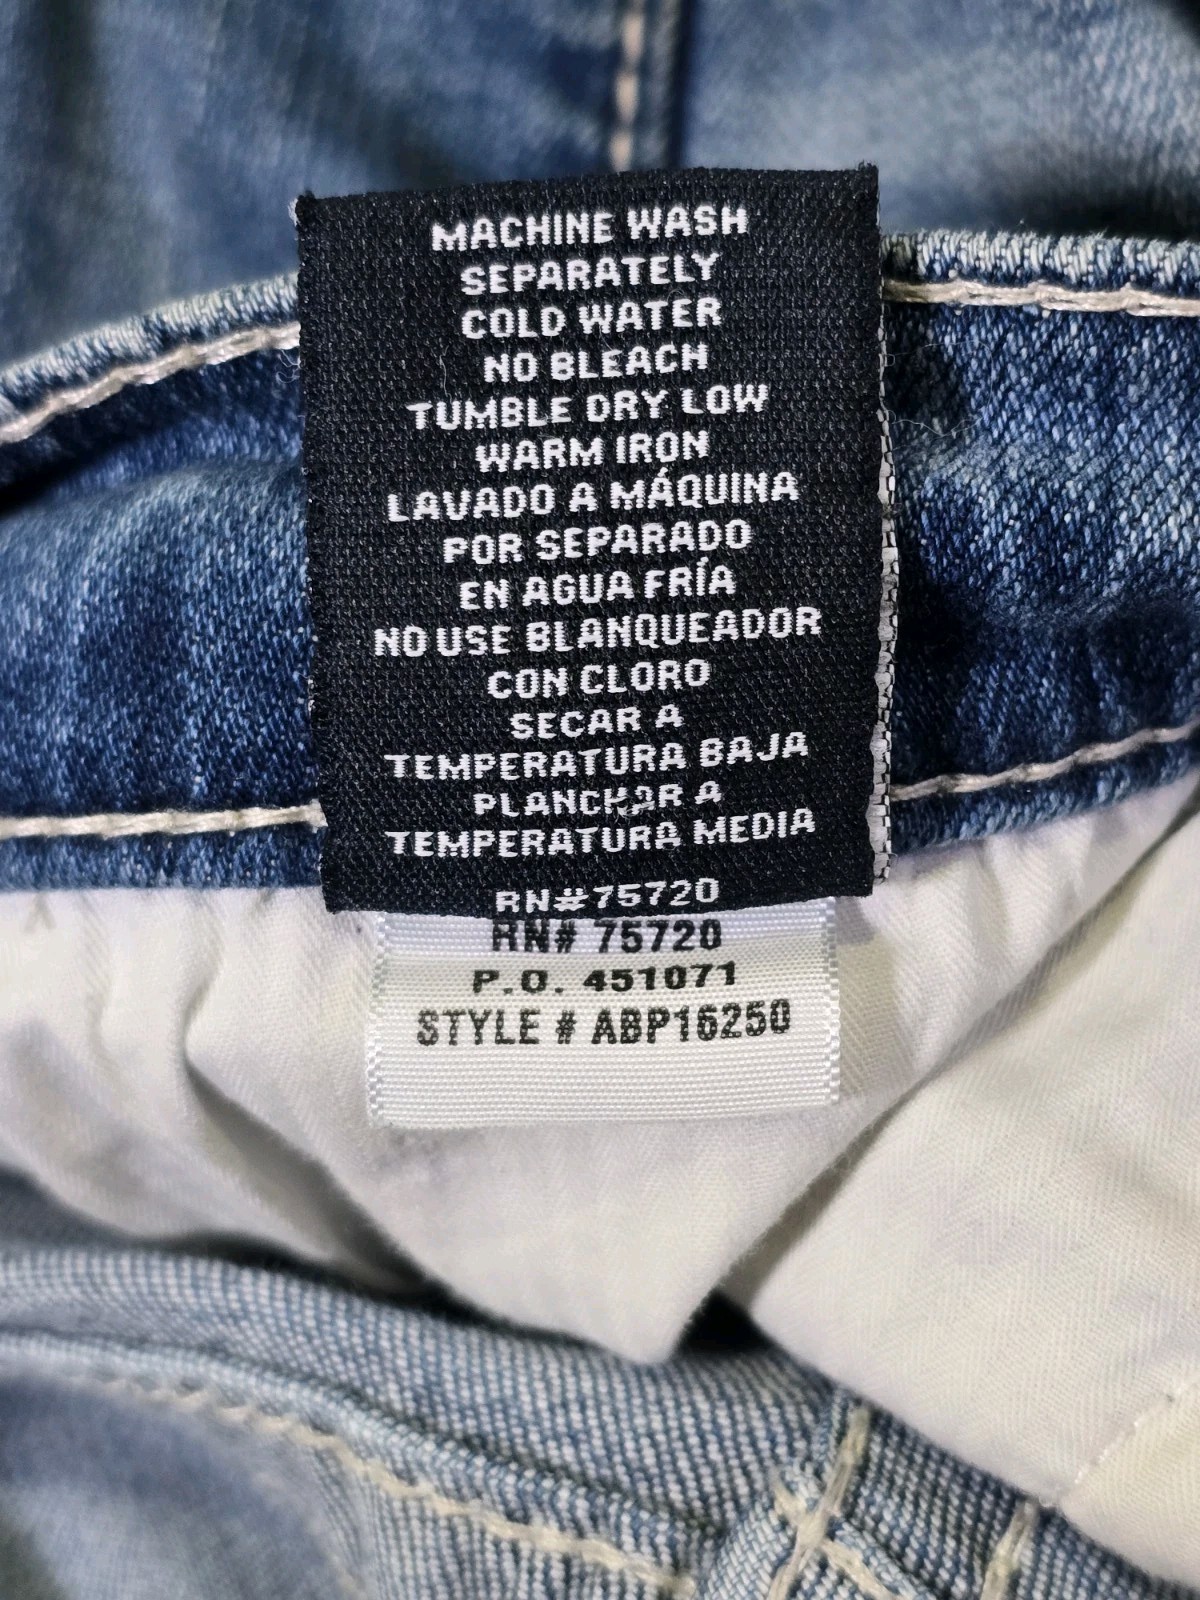 MACHINE WASH
SEPARATELY
COLD WATER
NO BLEACH
TUMBLE DRY LOW
WARM IRON
LAVADO A MÁQUINA
POR SEPARADO
EN AGUA FRÍA
NO USE BLANQUEADOR
CON CLORO
SECAR A
TEMPERATURA BAJA
PLANCHAR A
TEMPERATURA MEDIA
RN#75720
RN# 75720
P.O. 451071
STYLE # ABP16250